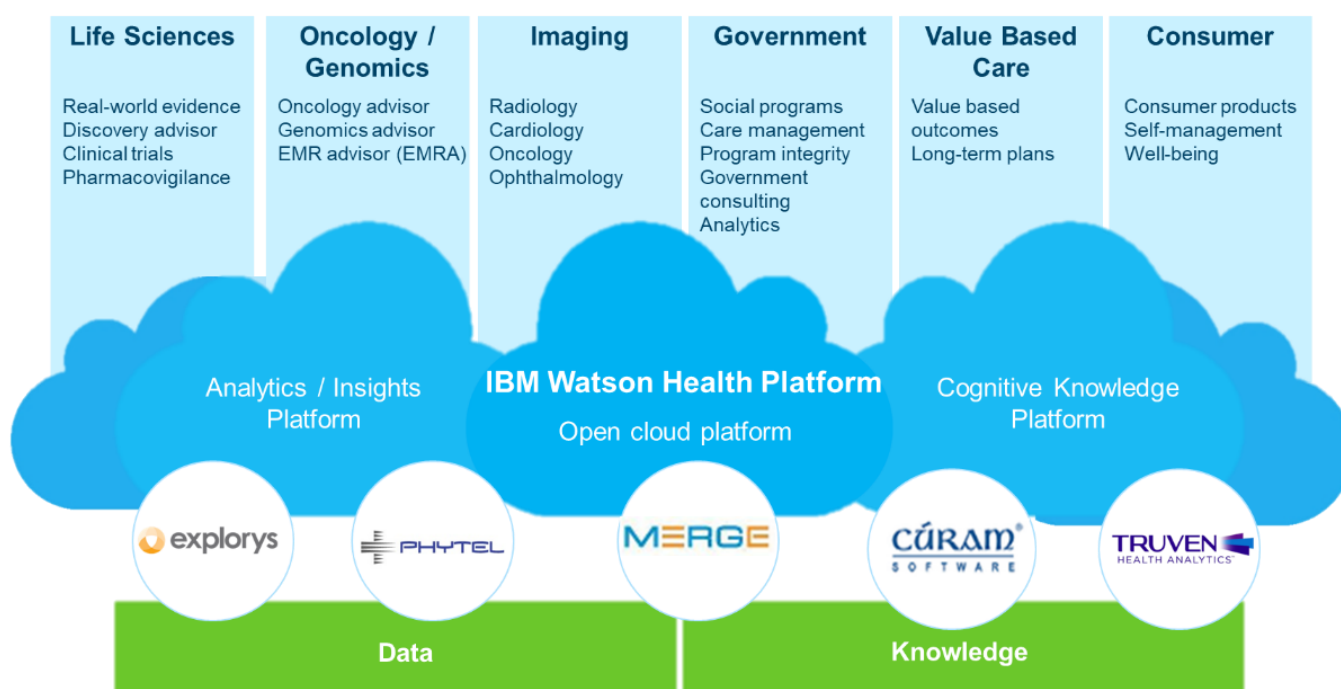 Life Sciences
Real-world evidence
Discovery advisor
Clinical trials
Pharmacovigilance
Oncology /
Genomics
Oncology advisor
Genomics advisor
EMR advisor (EMRA)
Imaging
Radiology
Cardiology
Oncology
Ophthalmology
Government
Social programs
Care management
Program integrity
Government
consulting
Analytics
Value Based
Care
Value based
outcomes
Long-term plans
Consumer
Consumer products
Self-management
Well-being
Analytics / Insights
Platform
IBM Watson Health Platform
Open cloud platform
Cognitive Knowledge
Platform
explorys
PHYTEL
MERGE
CÚRAM®
SOFTWARE
TRUVEN
HEALTH ANALYTICS™
Data
Knowledge